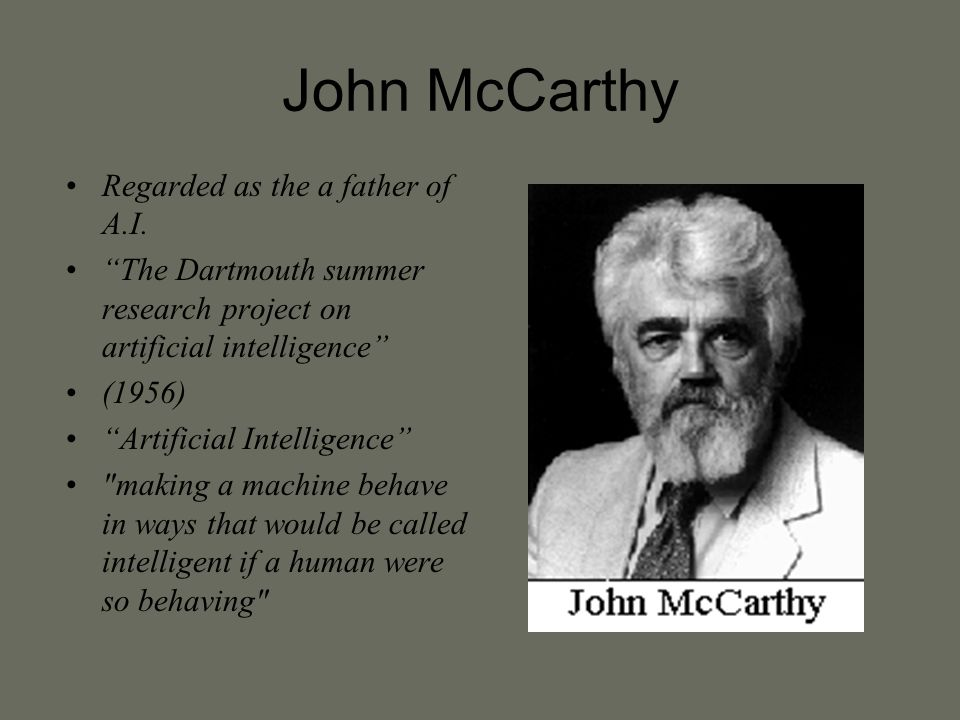 John McCarthy
• Regarded as the a father of
A.I.
• “The Dartmouth summer
research project on
artificial intelligence”
• (1956)
• “Artificial Intelligence”
• "making a machine behave
in ways that would be called
intelligent if a human were
so behaving"
John McCarthy